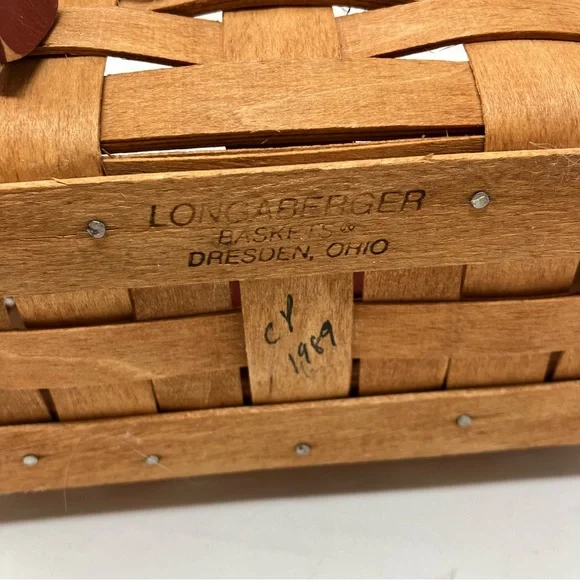 LONGABERGER
BASKETS®
DRESDEN, OHIO
CY
1989